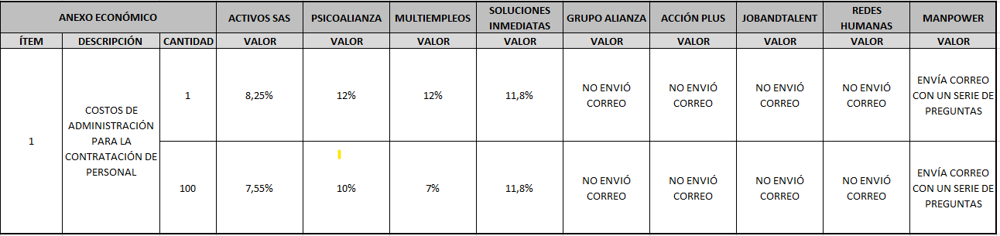 ANEXO ECONÓMICO
ACTIVOS SAS
PSICOALIANZA
MULTIEMPLEOS
SOLUCIONES
INMEDIATAS
GRUPO ALIANZA
ACCIÓN PLUS
JOBANDTALENT
REDES
HUMANAS
MANPOWER
ÍTEM
DESCRIPCIÓN
CANTIDAD
VALOR
VALOR
VALOR
VALOR
VALOR
VALOR
VALOR
VALOR
VALOR
1
COSTOS DE
ADMINISTRACIÓN
PARA LA
CONTRATACIÓN DE
PERSONAL
1
8,25%
12%
12%
11,8%
NO ENVIÓ
CORREO
NO ENVIÓ
CORREO
NO ENVIÓ
CORREO
NO ENVIÓ
CORREO
ENVÍA CORREO
CON UN SERIE DE
PREGUNTAS
100
7,55%
10%
7%
11,8%
NO ENVIÓ
CORREO
NO ENVIÓ
CORREO
NO ENVIÓ
CORREO
NO ENVIÓ
CORREO
ENVÍA CORREO
CON UN SERIE DE
PREGUNTAS